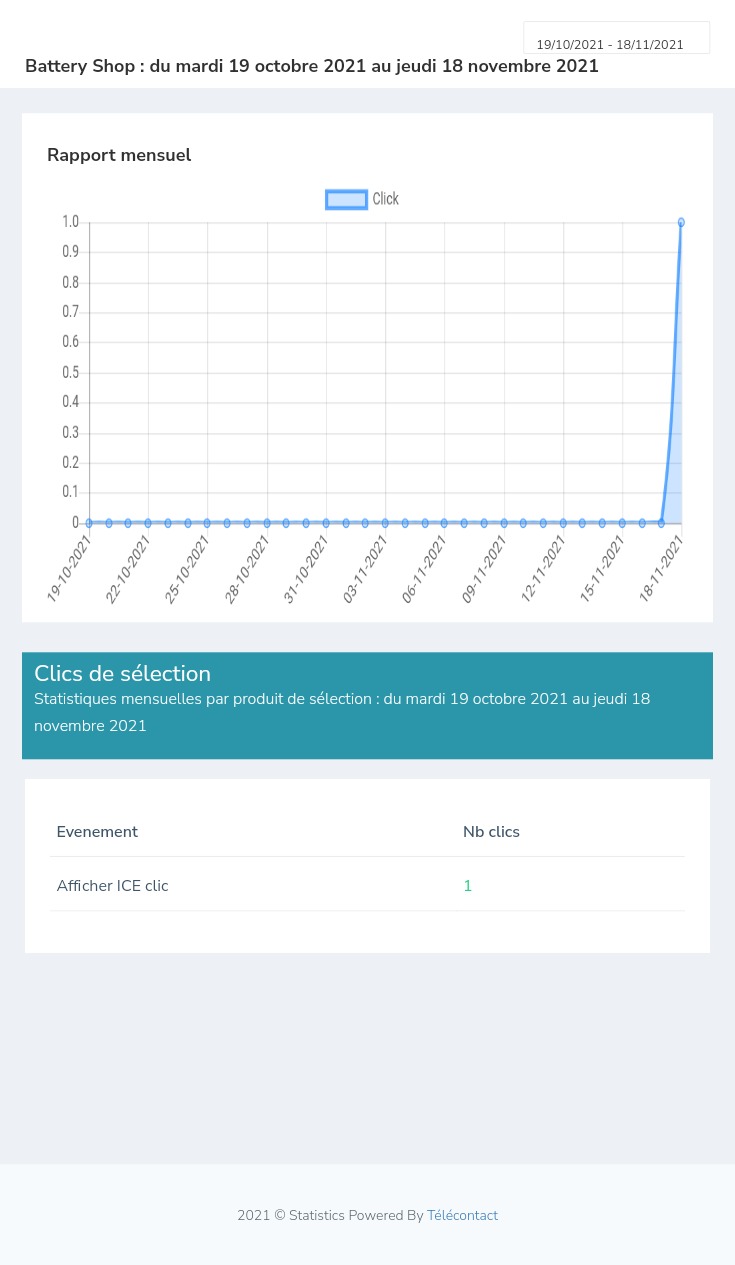 19/10/2021 - 18/11/2021
Battery Shop : du mardi 19 octobre 2021 au jeudi 18 novembre 2021
Rapport mensuel
Click
1.0
0.9
0.8
0.7
0.6
0.5
0.4
0.3
0.2
0.1
0
19-10-2021
22-10-2021
25-10-2021
28-10-2021
31-10-2021
03-11-2021
06-11-2021
09-11-2021
12-11-2021
15-11-2021
18-11-2021
Clics de sélection
Statistiques mensuelles par produit de sélection : du mardi 19 octobre 2021 au jeudi 18
novembre 2021
Evenement Nb clics
Afficher ICE clic 1
2021 © Statistics Powered By Télécontact